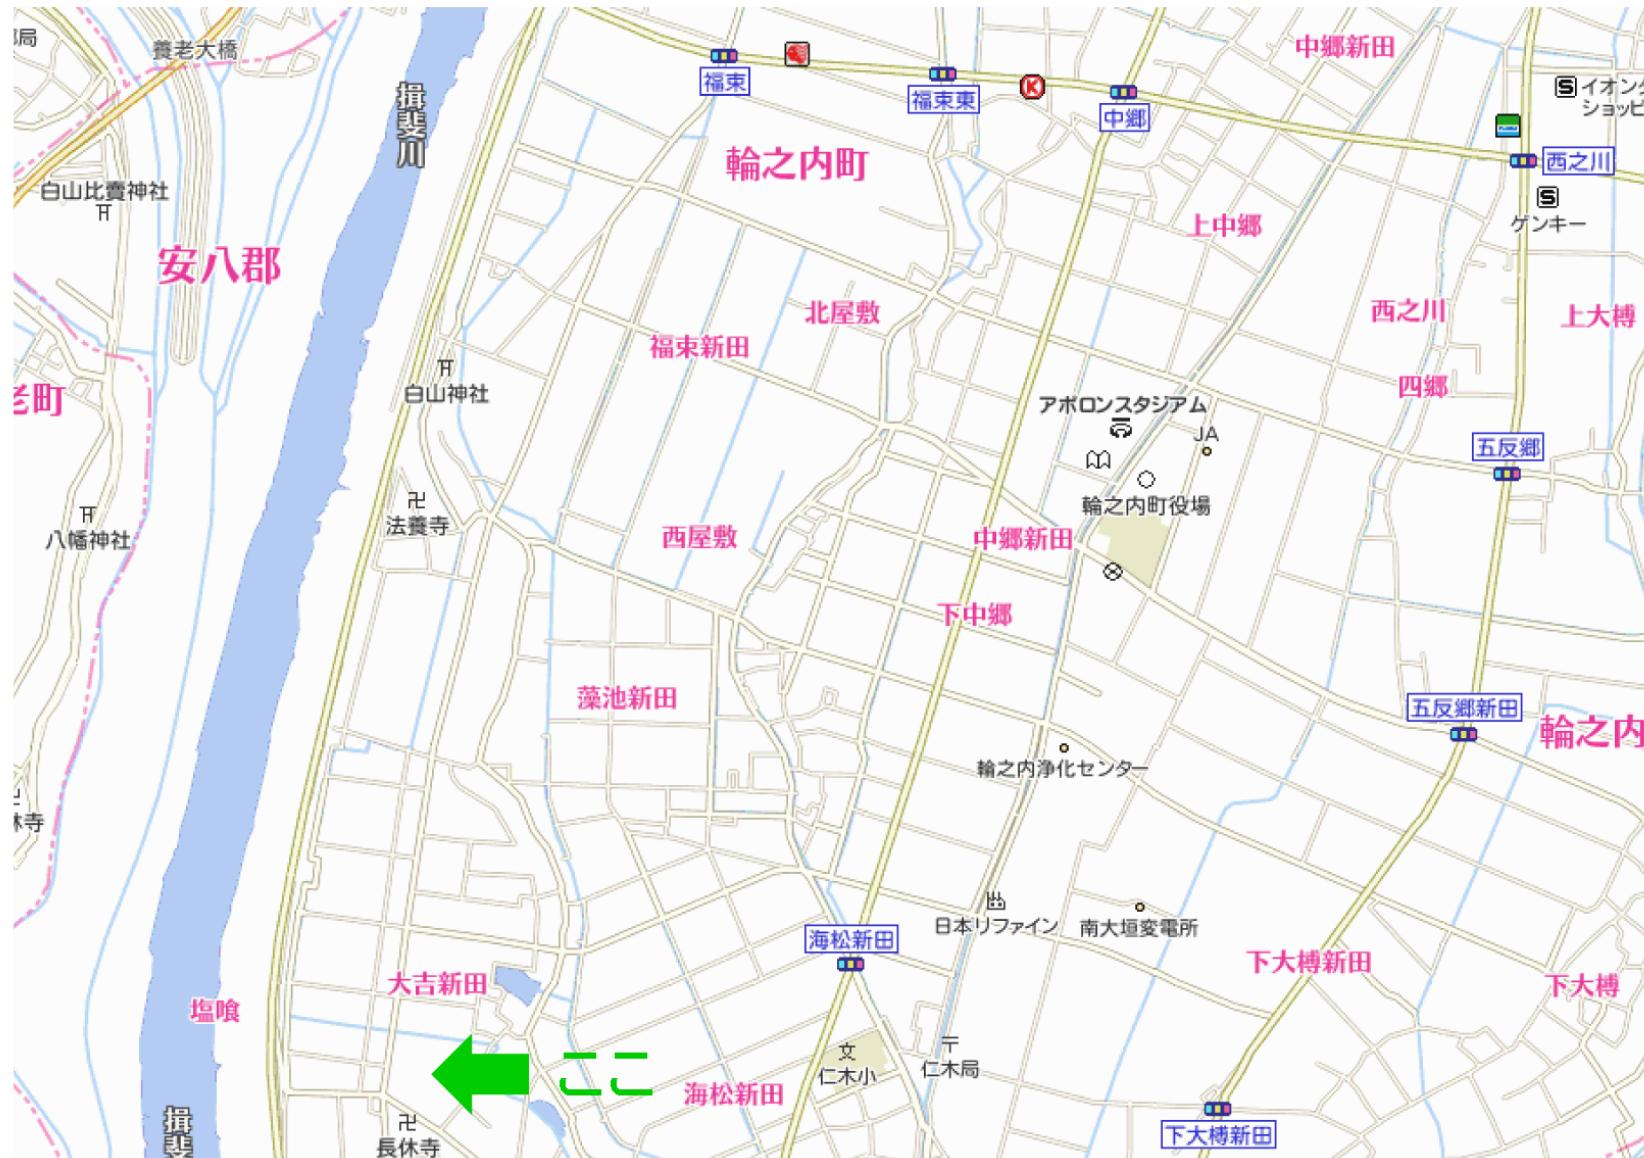 養老大橋
揖斐川
福束
福束東
中郷
中郷新田
イオンタ
ショッピ
西之川
ゲンキー
輪之内町
白山比賣神社
安八郡
上中郷
西之川
上大榑
北屋敷
福束新田
四郷
老町
白山神社
アポロンスタジアム
JA
五反郷
輪之内町役場
法養寺
八幡神社
西屋敷
中郷新田
下中郷
藻池新田
五反郷新田
輪之内
輪之内浄化センター
休寺
日本リファイン
南大垣変電所
海松新田
下大榑新田
下大榑
大吉新田
塩喰
ここ
仁木小
仁木局
海松新田
揖斐
長休寺
下大榑新田